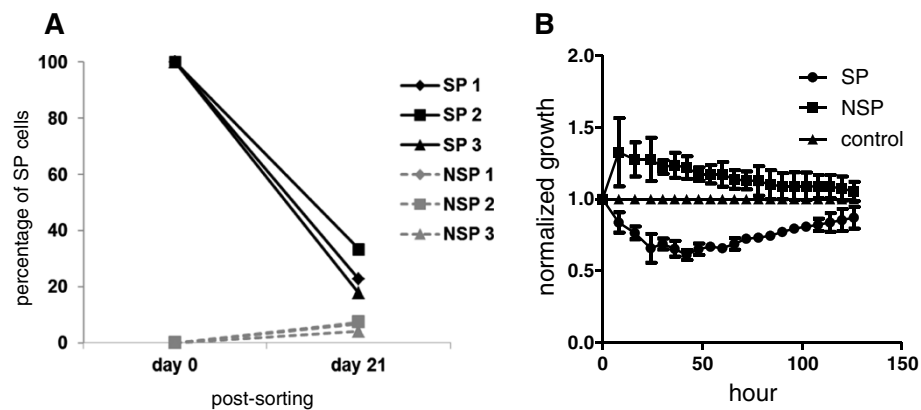 A
percentage of SP cells
100
80
60
40
20
0
day 0
day 21
post-sorting
SP 1
SP 2
SP 3
NSP 1
NSP 2
NSP 3
B
normalized growth
2.0
1.5
1.0
0.5
0.0
0
50
100
150
hour
SP
NSP
control